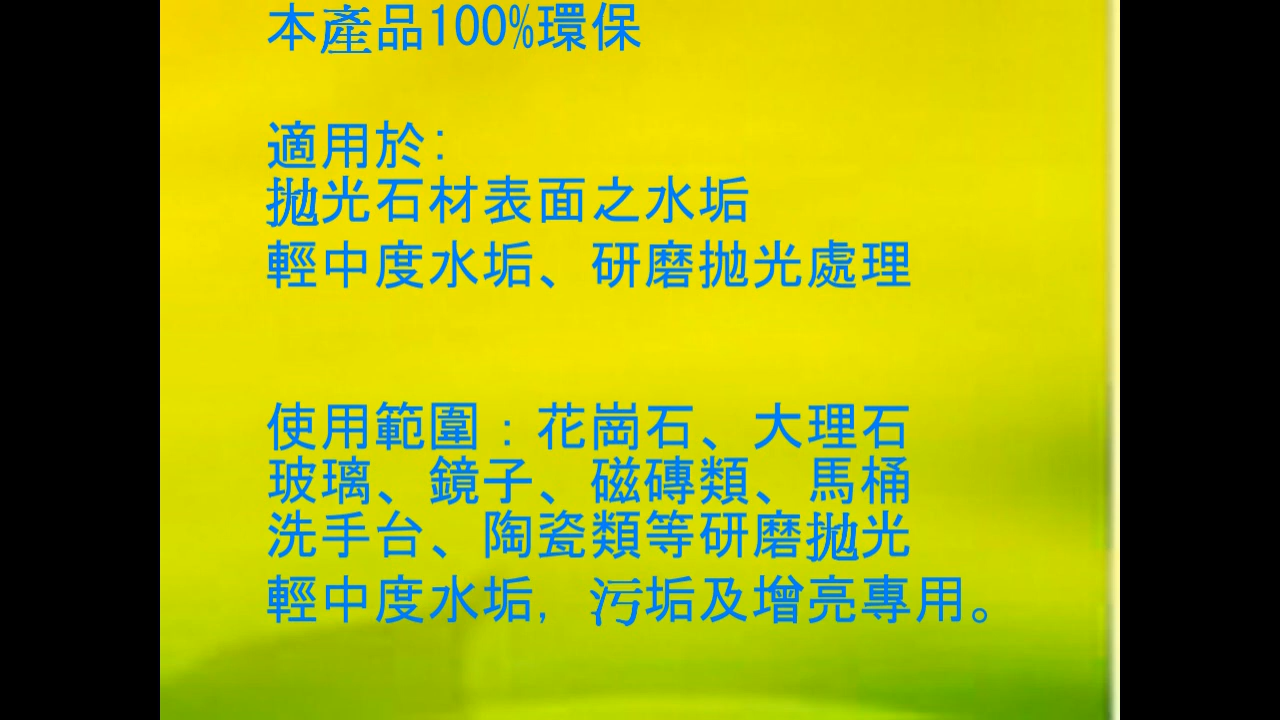 本產品100%環保
適用於:
拋光石材表面之水垢
輕中度水垢、研磨拋光處理
使用範圍：花崗石、大理石
玻璃、鏡子、磁磚類、馬桶
洗手台、陶瓷類等研磨拋光
輕中度水垢, 污垢及增亮專用。